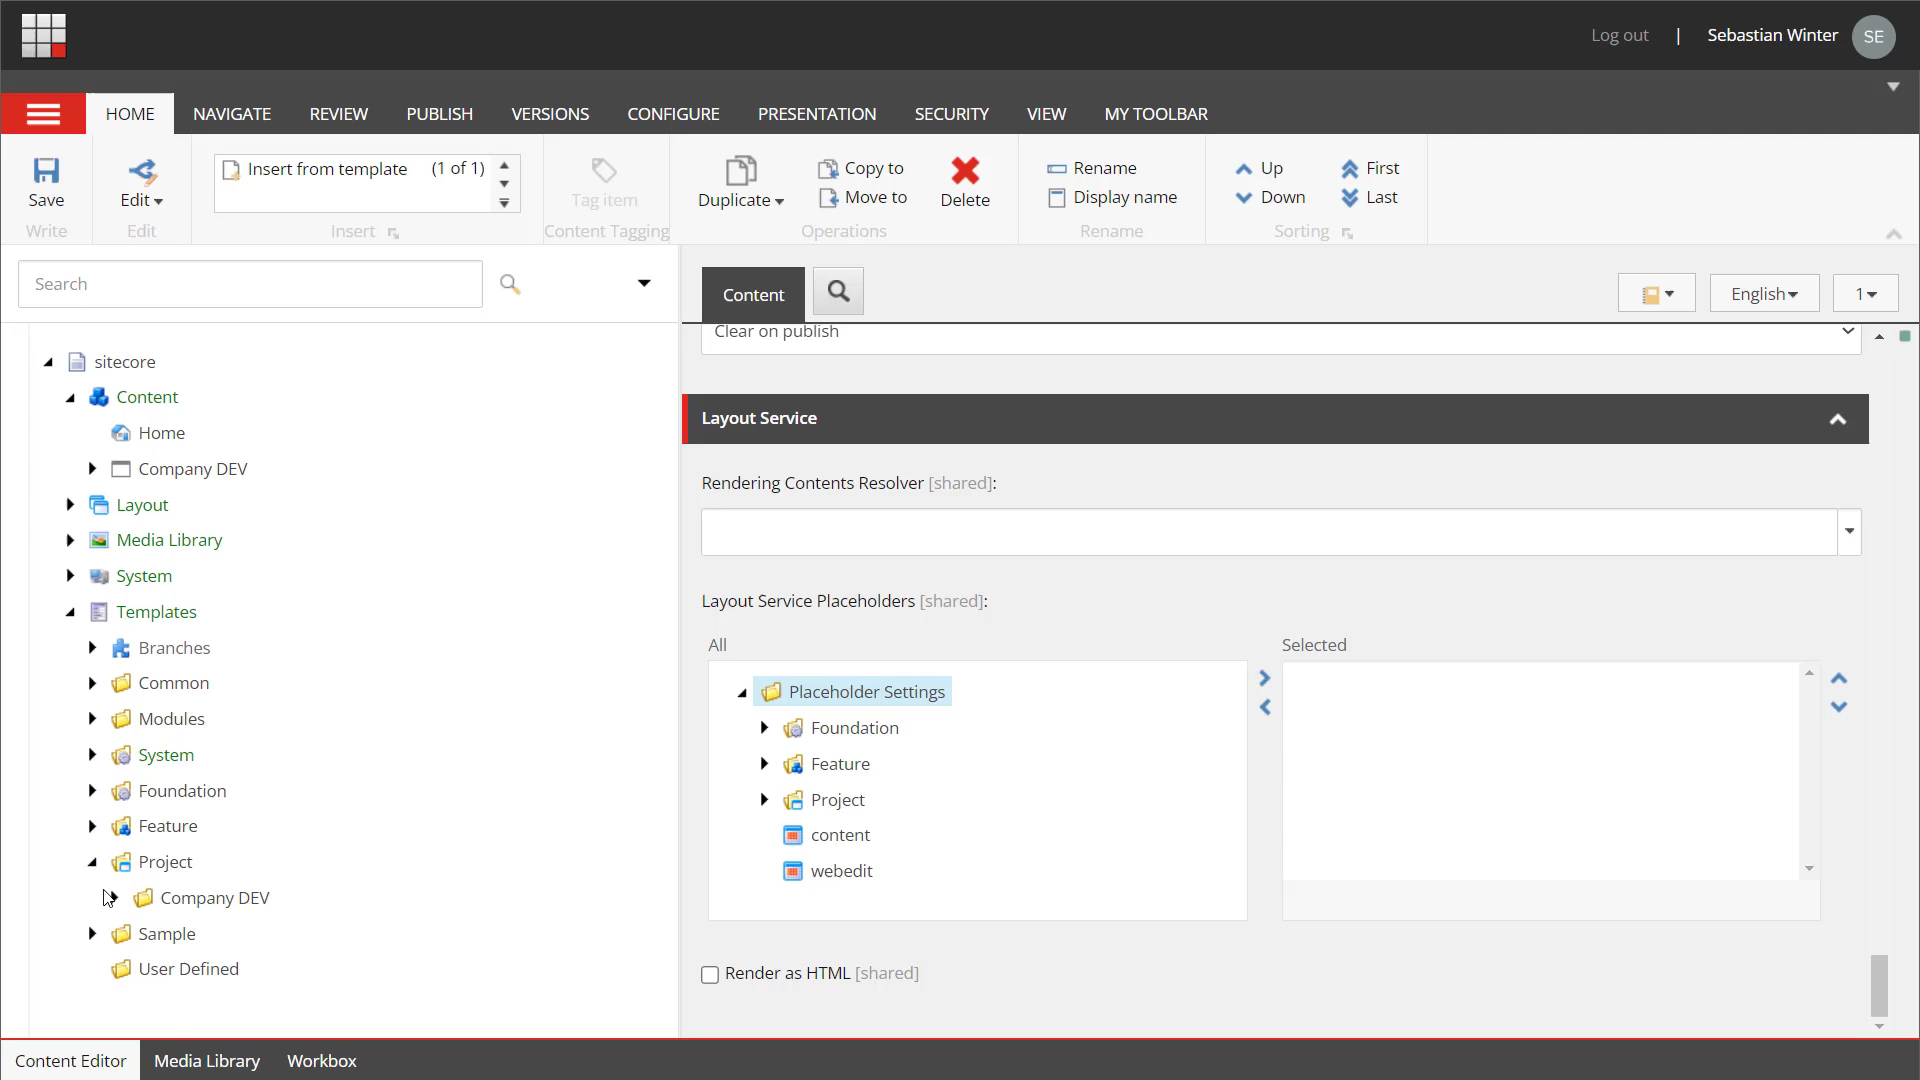 Log out | Sebastian Winter SE
HOME NAVIGATE REVIEW PUBLISH VERSIONS CONFIGURE PRESENTATION SECURITY VIEW MY TOOLBAR
Save
Write
Edit
Edit
Insert from template (1 of 1)
Insert
Tag item
Content Tagging
Duplicate
Copy to
Move to
Delete
Operations
Rename
Display name
Rename
Up
Down
First
Last
Sorting
Search
sitecore
Content
Home
Company DEV
Layout
Media Library
System
Templates
Branches
Common
Modules
System
Foundation
Feature
Project
Company DEV
Sample
User Defined
Content
English
1
Clear on publish
Layout Service
Rendering Contents Resolver [shared]:
Layout Service Placeholders [shared]:
All
Selected
Placeholder Settings
Foundation
Feature
Project
content
webedit
Render as HTML [shared]
Content Editor Media Library Workbox